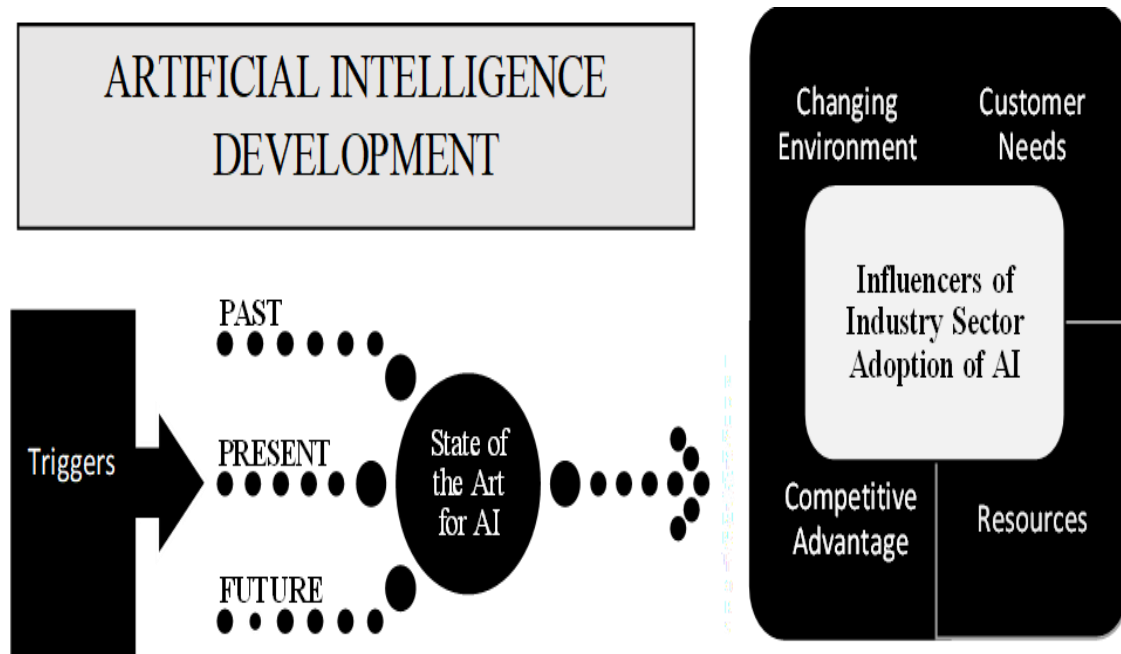 ARTIFICIAL INTELLIGENCE
DEVELOPMENT
Triggers
PAST
PRESENT
FUTURE
State of
the Art
for AI
Changing
Environment
Customer
Needs
Influencers of
Industry Sector
Adoption of AI
Competitive
Advantage
Resources